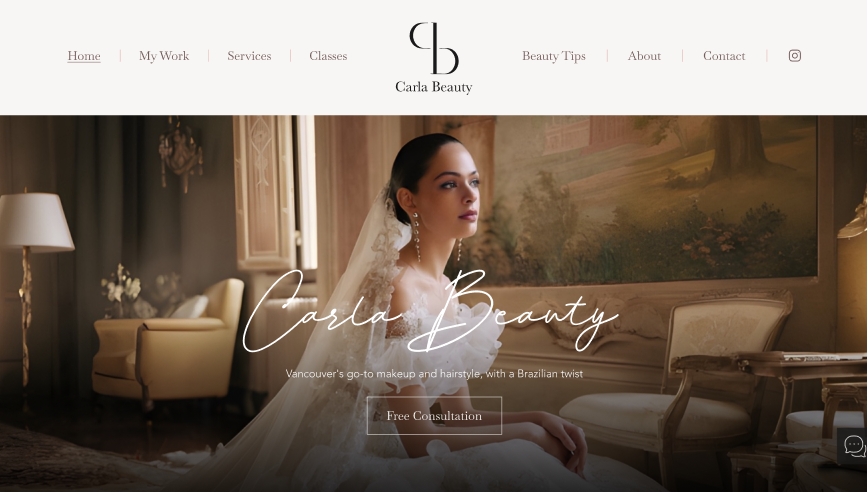 Home | My Work | Services | Classes
Beauty Tips | About | Contact |
Carla Beauty
Carla Beauty
Vancouver's go-to makeup and hairstyle, with a Brazilian twist
Free Consultation